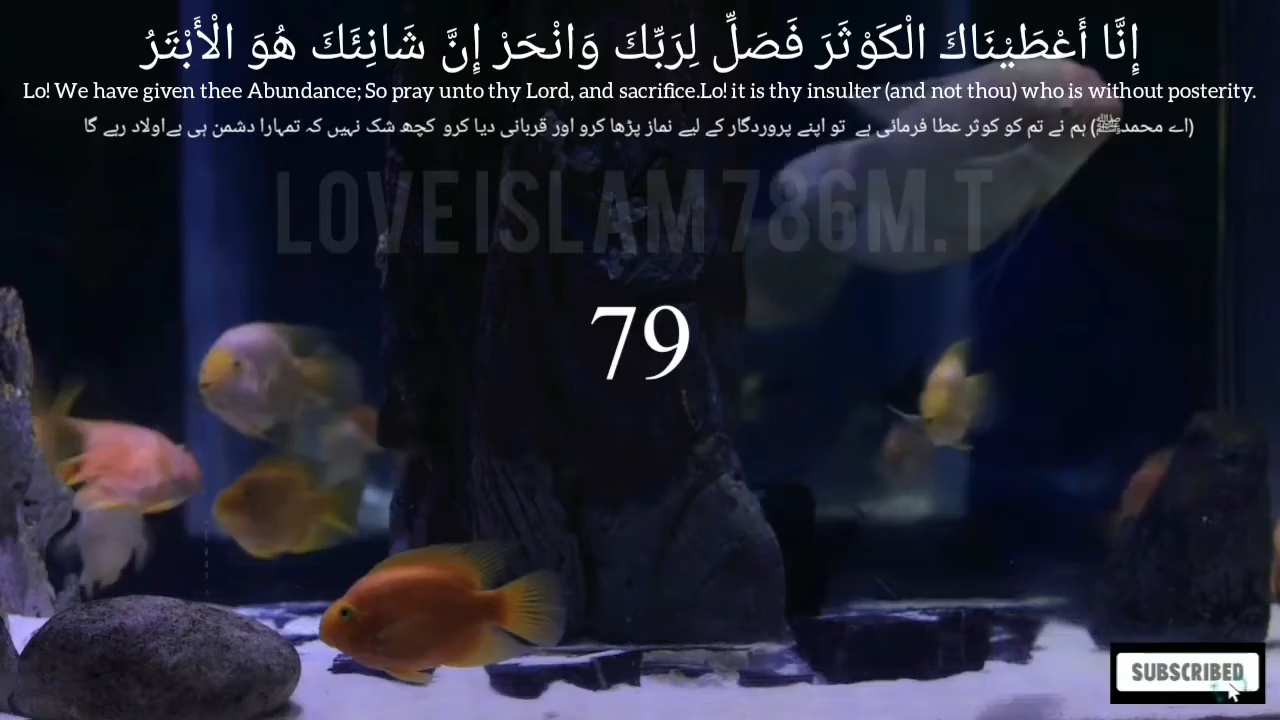 إِنَّا أَعْطَيْنَاكَ الْكَوْثَرَ فَصَلِّ لِرَبِّكَ وَانْحَرْ إِنَّ شَانِئَكَ هُوَ الْأَبْتَرُ
Lo! We have given thee Abundance; So pray unto thy Lord, and sacrifice.Lo! it is thy insulter (and not thou) who is without posterity.
(اے محمدﷺ) ہم نے تم کو کوثر عطا فرمائی ہے تو اپنے پروردگار کے لیے نماز پڑھا کرو اور قربانی دیا کرو کچھ شک نہیں کہ تمہارا دشمن ہی بےاولاد رہے گا
LOVE ISLAM 786 M.T
79
SUBSCRIBED